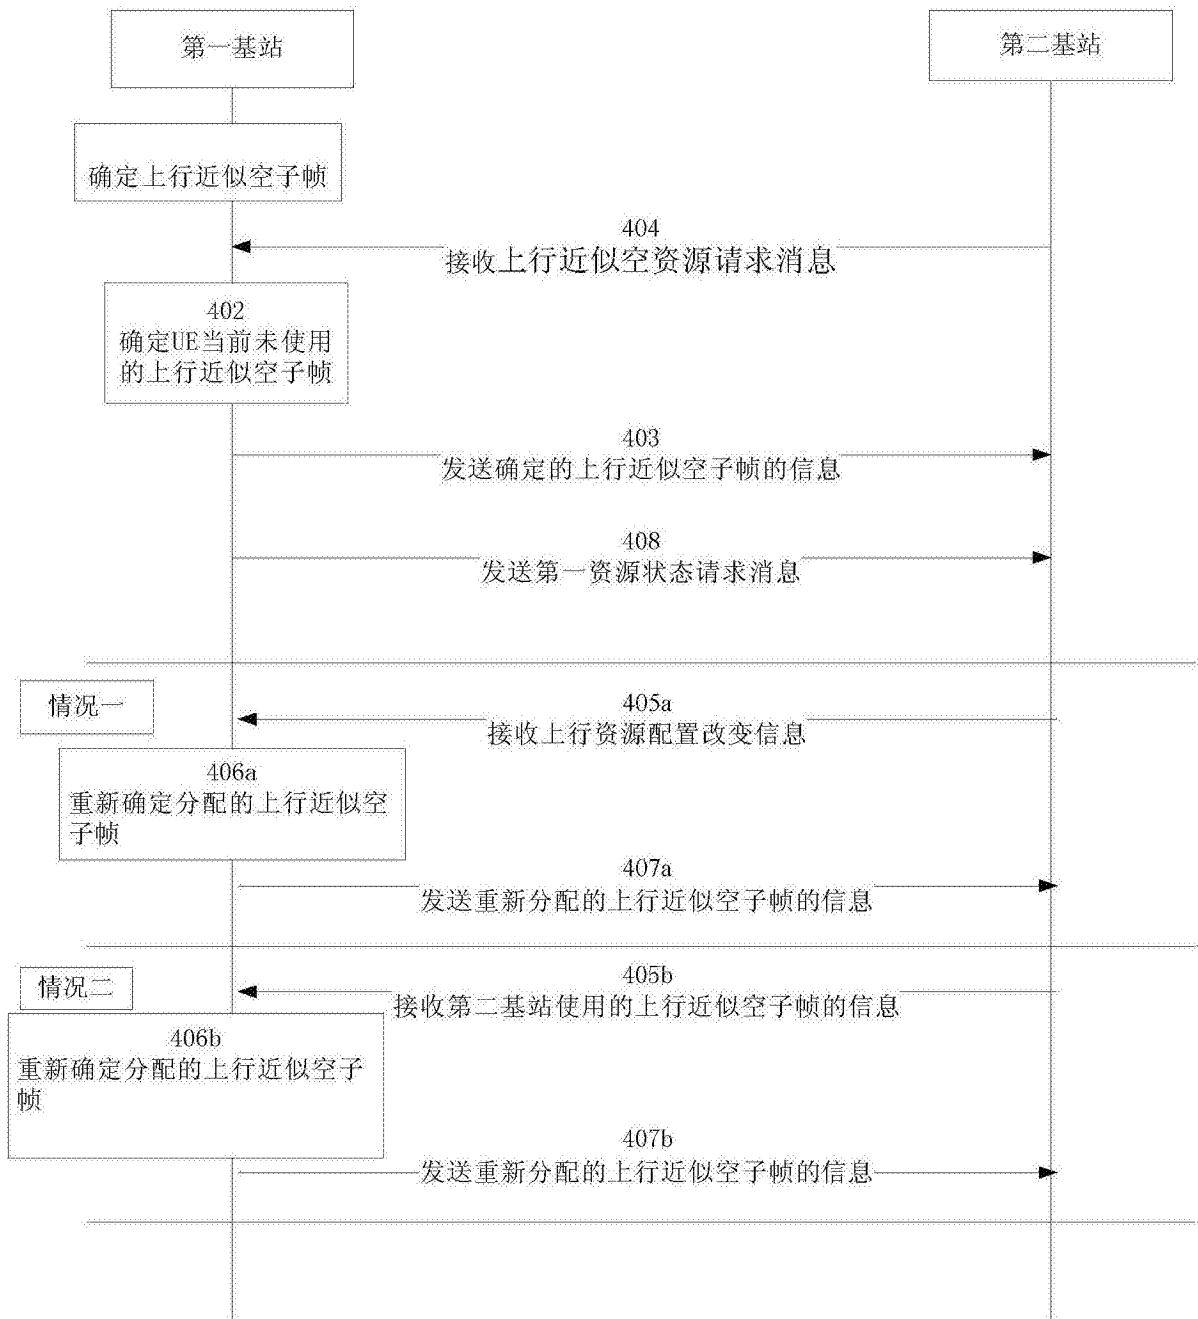 第一基站
第二基站
确定上行近似空子帧
404
接收上行近似空资源请求消息
402
确定UE当前未使用
的上行近似空子帧
403
发送确定的上行近似空子帧的信息
408
发送第一资源状态请求消息
情况一
405a
接收上行资源配置改变信息
406a
重新确定分配的上行近似空
子帧
407a
发送重新分配的上行近似空子帧的信息
情况二
405b
接收第二基站使用的上行近似空子帧的信息
406b
重新确定分配的上行近似空子
帧
407b
发送重新分配的上行近似空子帧的信息